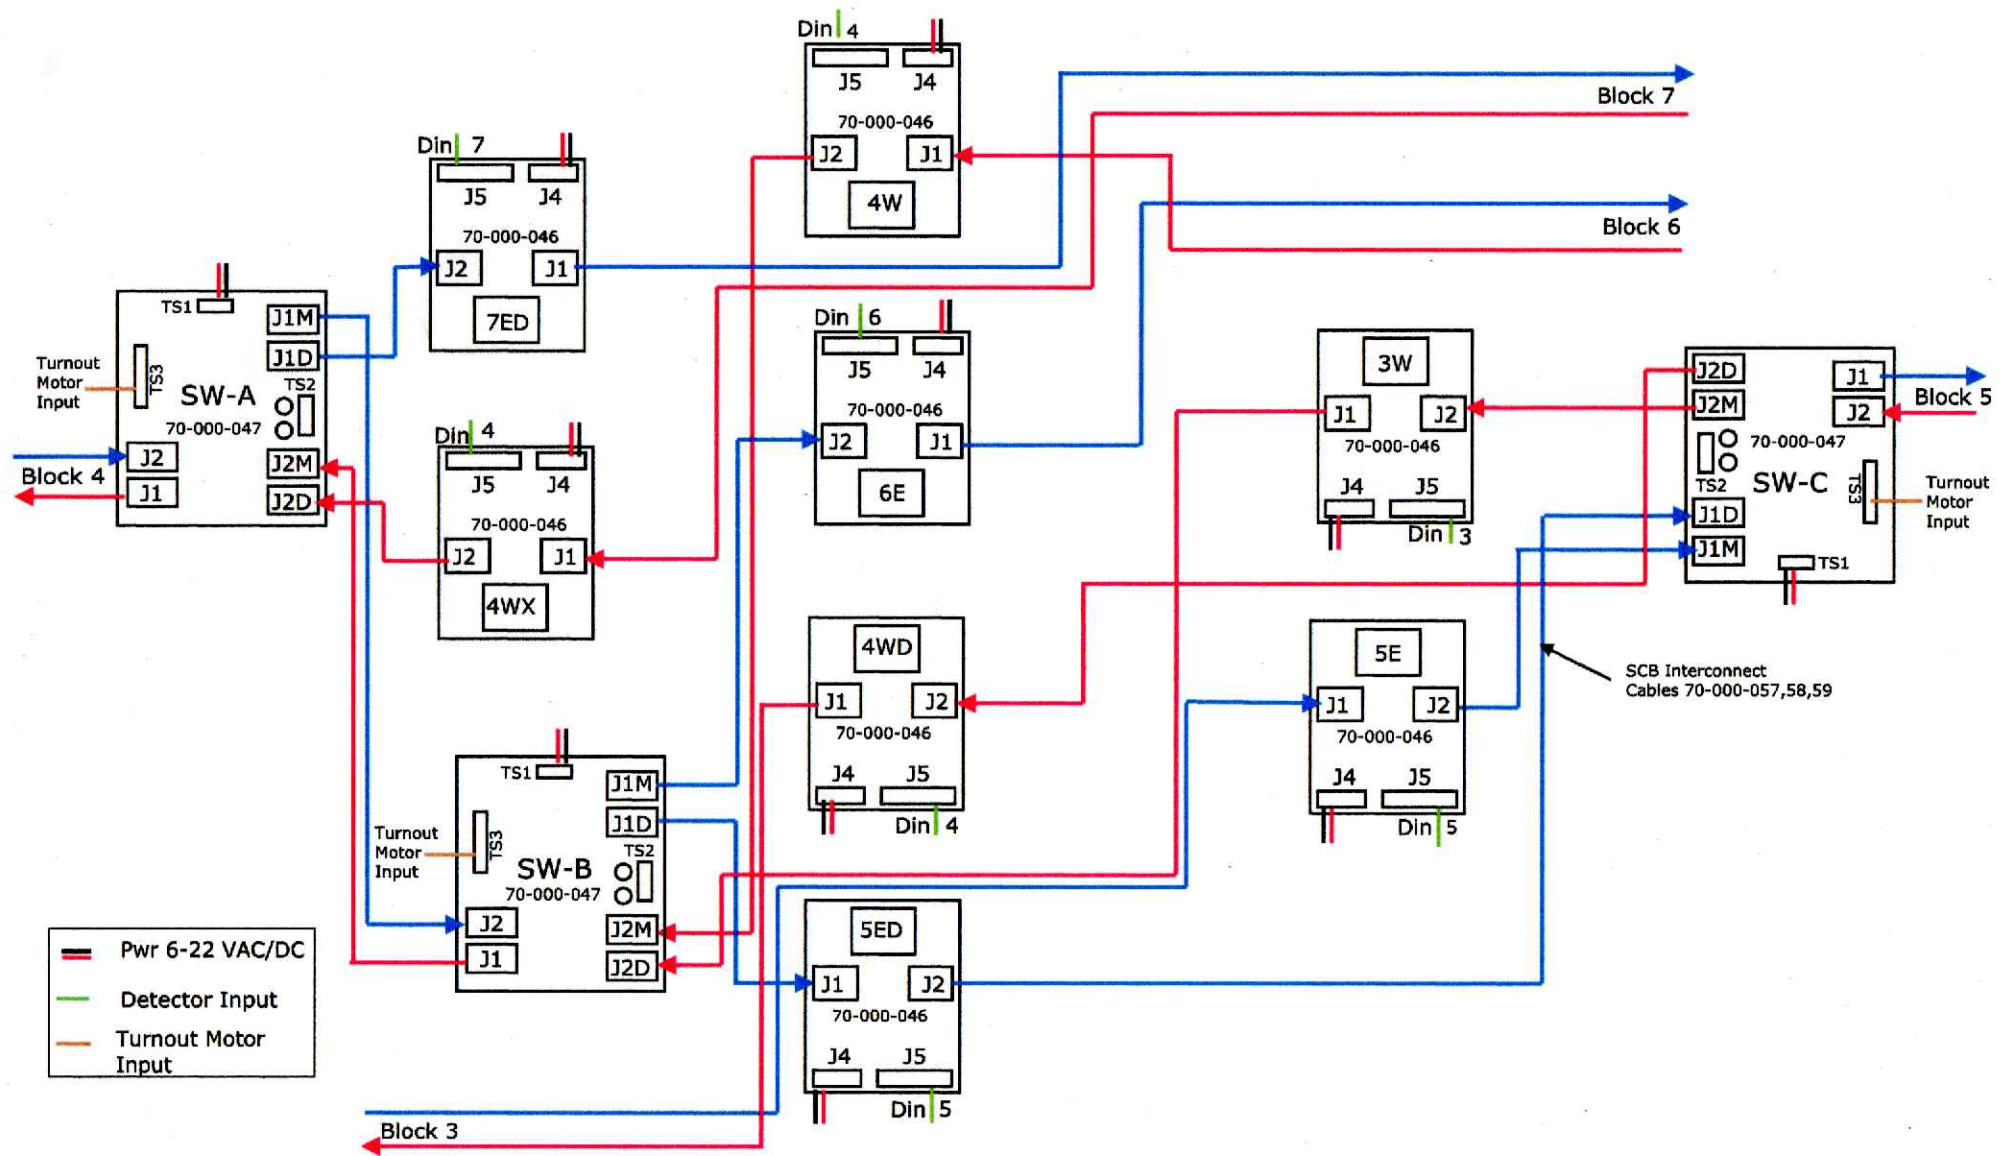 Din 4
J5 J4
70-000-046
J2 J1
4W
Block 7
Block 6
Din 7
J5 J4
70-000-046
J2 J1
7ED
TS1
J1M
J1D
Turnout
Motor
Input
TS3
SW-A
TS2
70-000-047
J2
J1
J2M
J2D
Block 4
Din 4
J5 J4
70-000-046
J2 J1
4WX
Din 6
J5 J4
70-000-046
J2 J1
6E
3W
J1 J2
70-000-046
J4 J5
Din 3
J2D
J2M
J1
J2
Block 5
70-000-047
TS2
SW-C
TS3
Turnout
Motor
Input
J1D
J1M
TS1
4WD
J1 J2
70-000-046
J4 J5
Din 4
5E
J1 J2
70-000-046
J4 J5
Din 5
SCB Interconnect
Cables 70-000-057,58,59
TS1
J1M
J1D
Turnout
Motor
Input
TS3
TS2
SW-B
70-000-047
J2
J1
J2M
J2D
5ED
J1 J2
70-000-046
J4 J5
Din 5
Pwr 6-22 VAC/DC
Detector Input
Turnout Motor
Input
Block 3